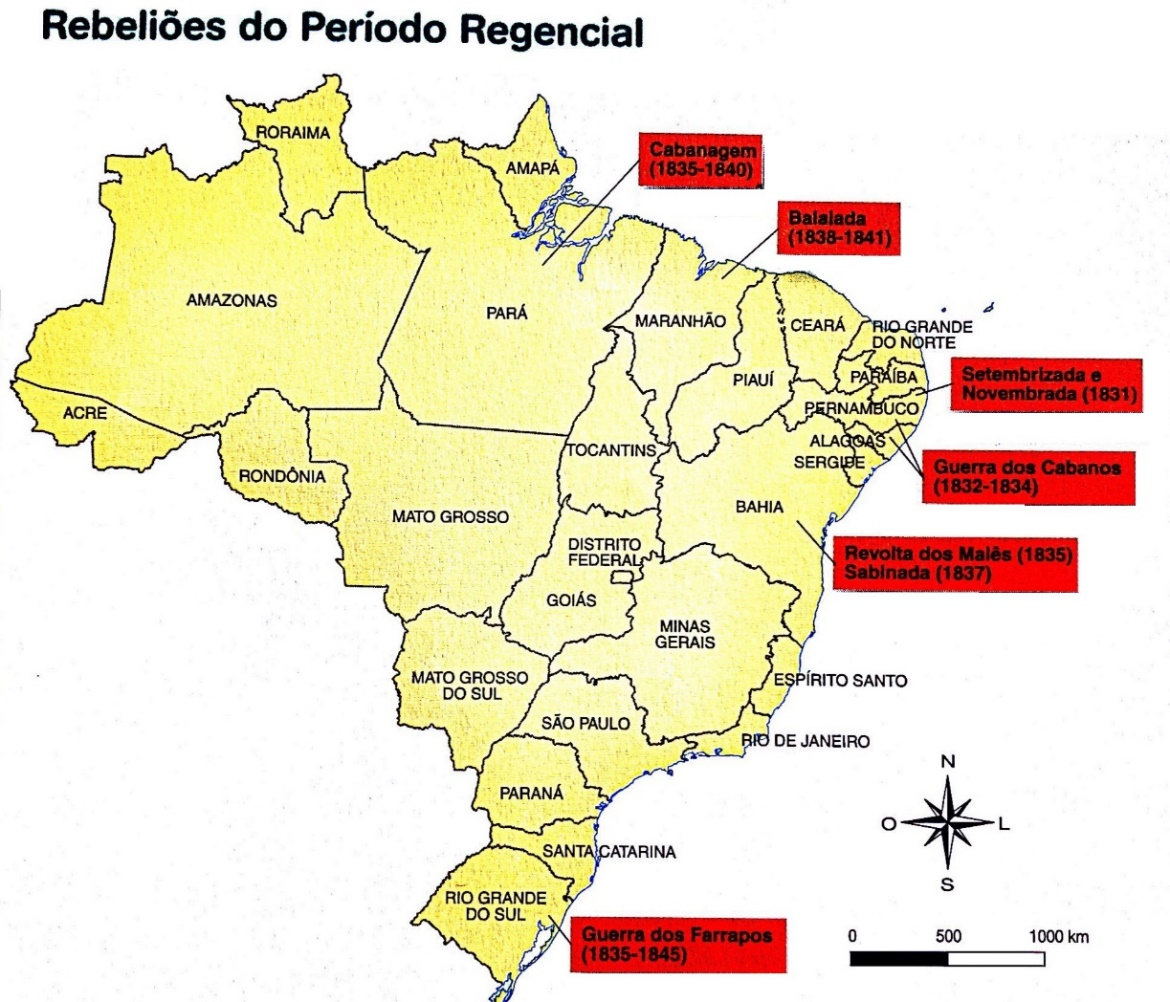 Rebeliões do Período Regencial
RORAIMA
AMAPÁ
Cabanagem
(1835-1840)
Balaiada
(1838-1841)
AMAZONAS
PARÁ
MARANHÃO
CEARÁ
RIO GRANDE
DO NORTE
PIAUÍ
PARAÍBA
Setembrizada e
Novembrada (1831)
ACRE
PERNAMBUCO
TOCANTINS
ALAGOAS
SERGIPE
RONDÔNIA
Guerra dos Cabanos
(1832-1834)
MATO GROSSO
BAHIA
DISTRITO
FEDERAL
Revolta dos Malês (1835)
Sabinada (1837)
GOIÁS
MINAS
GERAIS
MATO GROSSO
DO SUL
ESPÍRITO SANTO
SÃO PAULO
RIO DE JANEIRO
PARANÁ
SANTA CATARINA
RIO GRANDE
DO SUL
Guerra dos Farrapos
(1835-1845)
N
O
L
S
0 500 1000 km